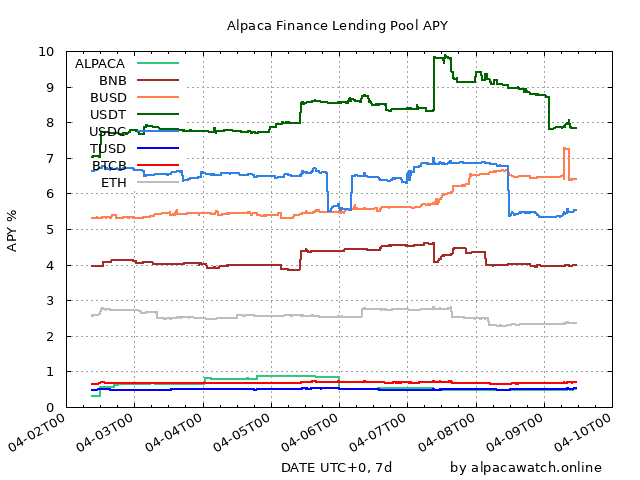 Alpaca Finance Lending Pool APY
10
9
8
7
6
5
4
3
2
1
0
APY %
ALPACA
BNB
BUSD
USDT
USDC
TUSD
BTCB
ETH
04-02T00
04-03T00
04-04T00
04-05T00
04-06T00
04-07T00
04-08T00
04-09T00
04-10T00
DATE UTC+0, 7d
by alpacawatch.online